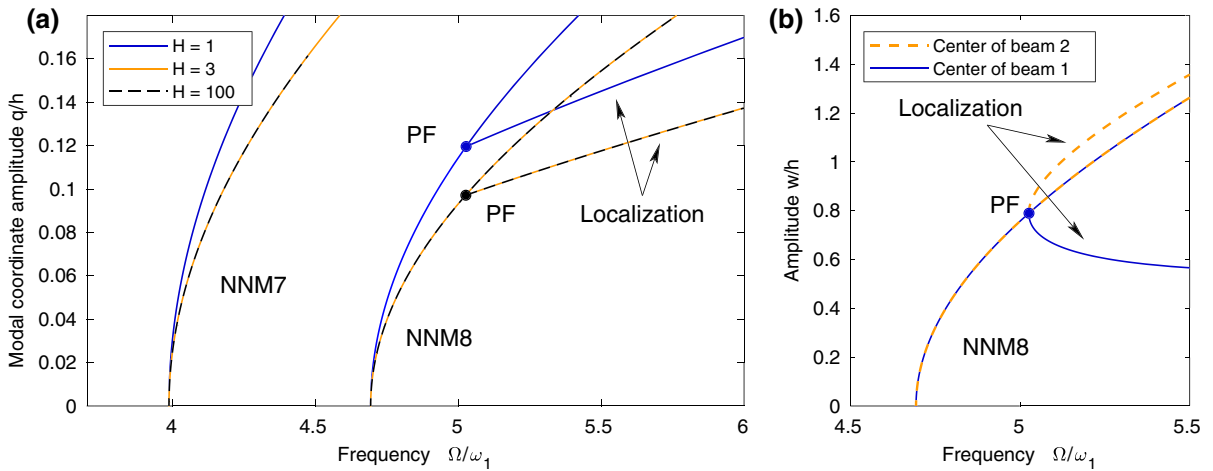 (a)
Modal coordinate amplitude q/h
0.16
0.14
0.12
0.1
0.08
0.06
0.04
0.02
0
H = 1
H = 3
H = 100
PF
PF
Localization
NNM7
NNM8
4
4.5
5
5.5
6
Frequency Ω/ω₁
(b)
Amplitude w/h
1.6
1.4
1.2
1
0.8
0.6
0.4
0.2
0
Center of beam 2
Center of beam 1
Localization
PF
NNM8
4.5
5
5.5
Frequency Ω/ω₁